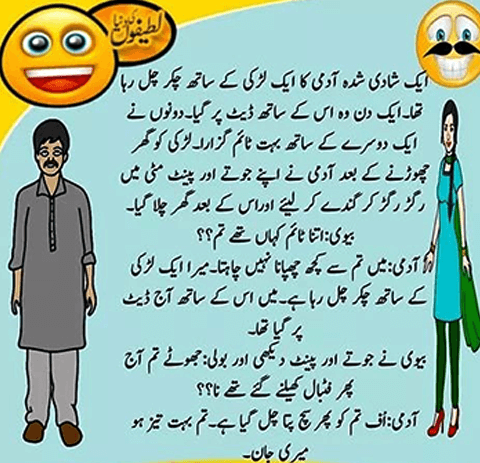 لطیفوں کی دنیا
ایک شادی شدہ آدمی کا ایک لڑکی کے ساتھ چکر چل رہا
تھا۔ایک دن وہ اس کے ساتھ ڈیٹ پر گیا۔دونوں نے
ایک دوسرے کے ساتھ بہت ٹائم گزارا۔لڑکی کو گھر
چھوڑنے کے بعد آدمی نے اپنے جوتے اور پینٹ مٹی میں
رگڑ رگڑ کر گندے کر لیئے اوراس کے بعد گھر چلا گیا۔
بیوی:اتنا ٹائم کہاں تھے تم؟؟
آدمی:میں تم سے کچھ چھپانا نہیں چاہتا۔میرا ایک لڑکی
کے ساتھ چکر چل رہا ہے۔میں اس کے ساتھ آج ڈیٹ
پر گیا تھا۔
بیوی نے جوتے اور پینٹ دیکھی اور بولی:جھوٹے تم آج
پھر فٹبال کھیلنے گئے تھے نا؟؟
آدمی:اُف تم کو پھر سچ پتا چل گیا ہے۔تم بہت تیز ہو
میری جان۔